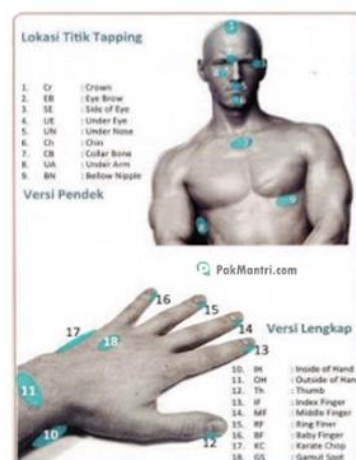 Lokasi Titik Tapping
1. Cr : Crown
2. EB : Eye Brow
3. SE : Side of Eye
4. UE : Under Eye
5. UN : Under Nose
6. Ch : Chin
7. CB : Collar Bone
8. UA : Under Arm
9. BN : Bellow Nipple
Versi Pendek
PakMantri.com
16
15
17
18
14
Versi Lengkap
13
11
10
12
10. IH : Inside of Hand
11. OH : Outside of Han
12. Th : Thumb
13. IF : Index Finger
14. MF : Middle Finger
15. RF : Ring Finer
16. BF : Baby Finger
17. KC : Karate Chop
18. GS : Gamut Spot